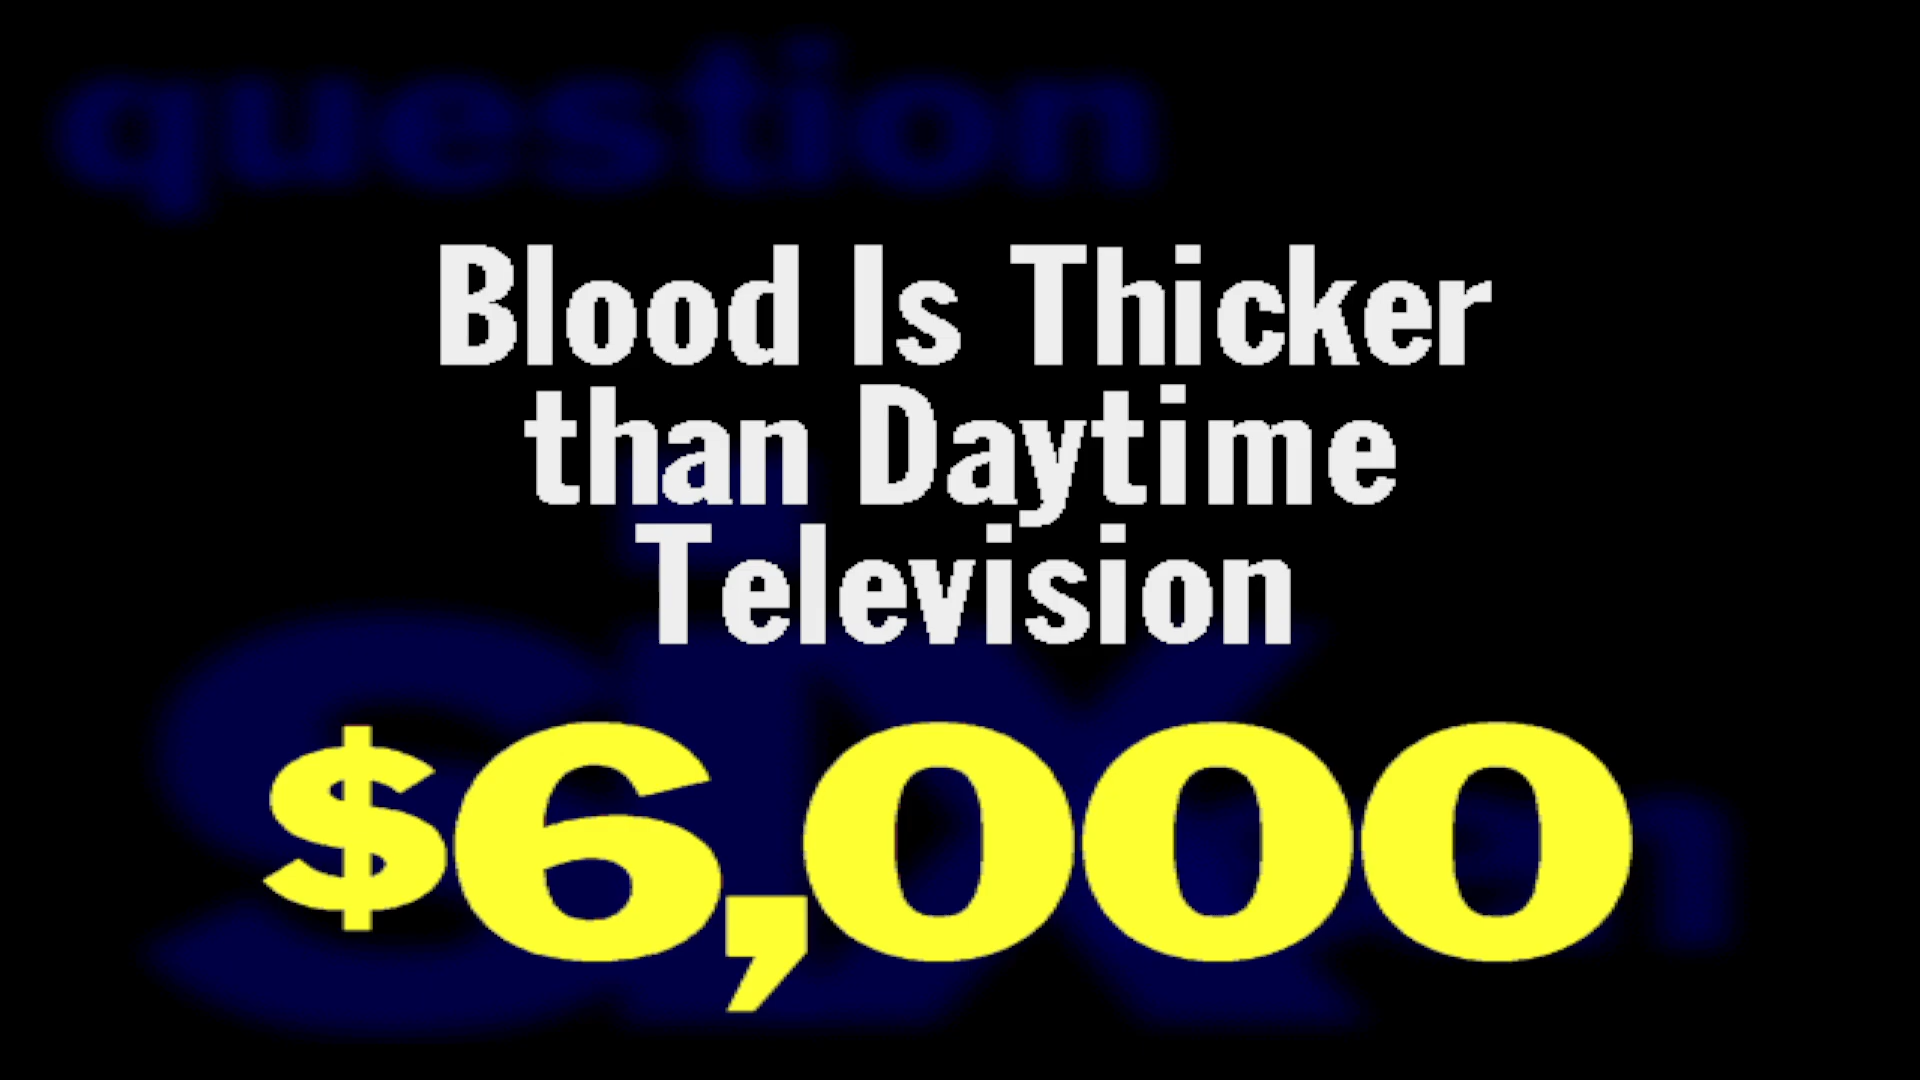 question
Blood Is Thicker
than Daytime
Television
$6,000